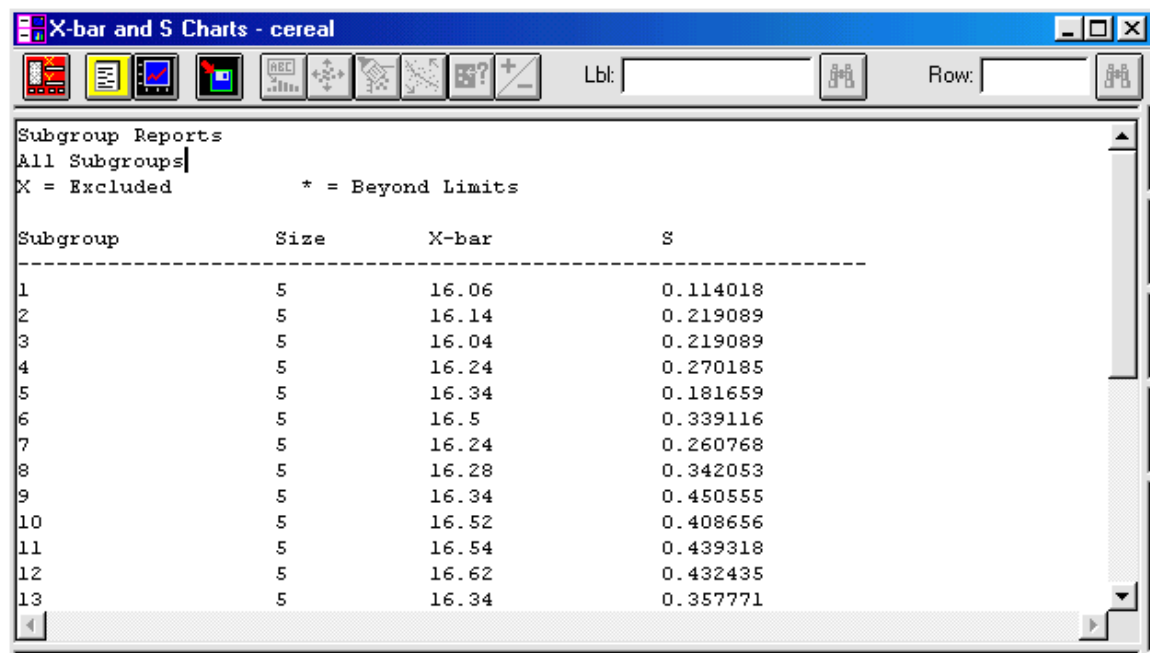 X-bar and S Charts - cereal
ABC Lbl: Row:
Subgroup Reports
All Subgroups
X = Excluded * = Beyond Limits
Subgroup Size X-bar S
-----------------------------------------------------------------
1 5 16.06 0.114018
2 5 16.14 0.219089
3 5 16.04 0.219089
4 5 16.24 0.270185
5 5 16.34 0.181659
6 5 16.5 0.339116
7 5 16.24 0.260768
8 5 16.28 0.342053
9 5 16.34 0.450555
10 5 16.52 0.408656
11 5 16.54 0.439318
12 5 16.62 0.432435
13 5 16.34 0.357771